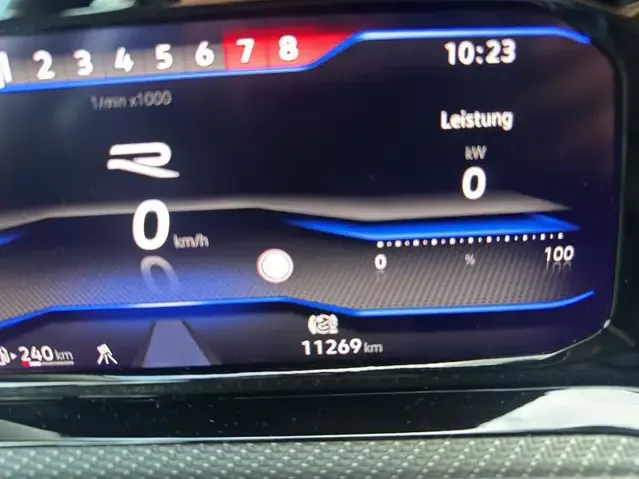 2 3 4 5 6 7 8
10:23
1/min x1000
Leistung
kW
0
R
0
km/h
0 % 100
240 km
11269 km